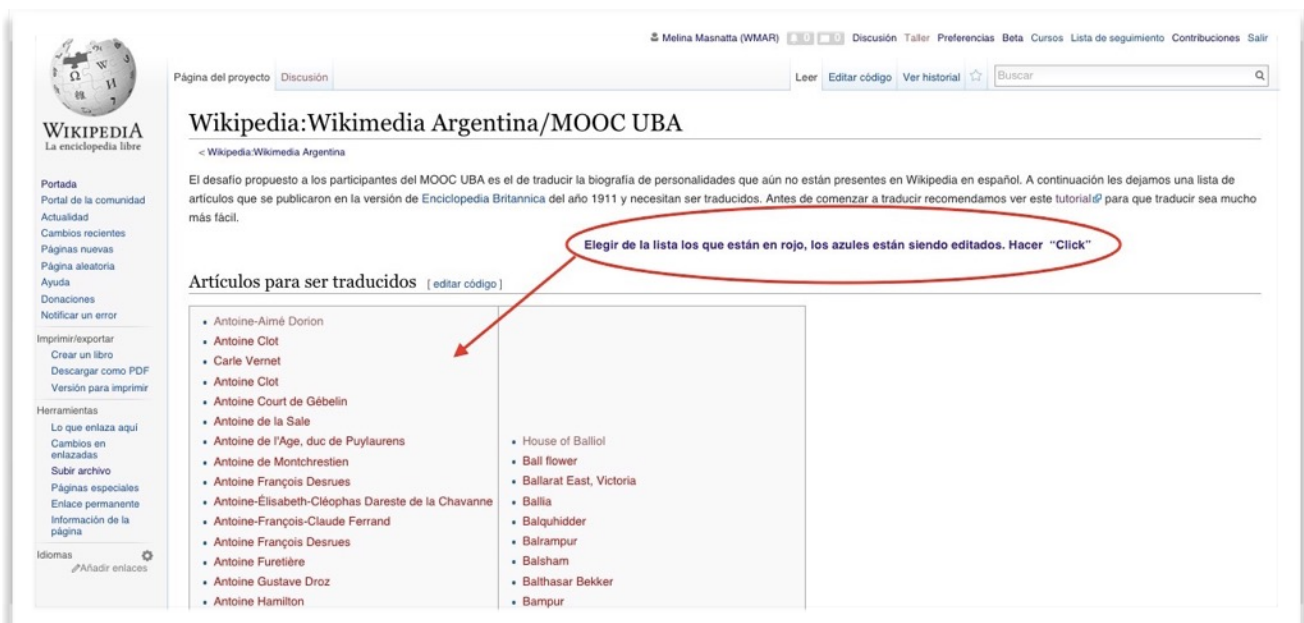 Melina Masnatta (WMAR) 0 0 Discusión Taller Preferencias Beta Cursos Lista de seguimiento Contribuciones Salir
Página del proyecto Discusión Leer Editar código Ver historial Buscar
WIKIPEDIA
La enciclopedia libre
Portada
Portal de la comunidad
Actualidad
Cambios recientes
Páginas nuevas
Página aleatoria
Ayuda
Donaciones
Notificar un error
Imprimir/exportar
Crear un libro
Descargar como PDF
Versión para imprimir
Herramientas
Lo que enlaza aquí
Cambios en
enlazadas
Subir archivo
Páginas especiales
Enlace permanente
Información de la
página
Idiomas
Añadir enlaces
Wikipedia:Wikimedia Argentina/MOOC UBA
< Wikipedia:Wikimedia Argentina
El desafío propuesto a los participantes del MOOC UBA es el de traducir la biografía de personalidades que aún no están presentes en Wikipedia en español. A continuación les dejamos una lista de
artículos que se publicaron en la versión de Enciclopedia Britannica del año 1911 y necesitan ser traducidos. Antes de comenzar a traducir recomendamos ver este tutorial para que traducir sea mucho
más fácil.
Elegir de la lista los que están en rojo, los azules están siendo editados. Hacer “Click”
Artículos para ser traducidos [ editar código ]
Antoine-Aimé Dorion
Antoine Clot
Carle Vernet
Antoine Clot
Antoine Court de Gébelin
Antoine de la Sale
Antoine de l'Age, duc de Puylaurens
Antoine de Montchrestien
Antoine François Desrues
Antoine-Élisabeth-Cléophas Dareste de la Chavanne
Antoine-François-Claude Ferrand
Antoine François Desrues
Antoine Furetière
Antoine Gustave Droz
Antoine Hamilton
House of Balliol
Ball flower
Ballarat East, Victoria
Ballia
Balquhidder
Balrampur
Balsham
Balthasar Bekker
Bampur